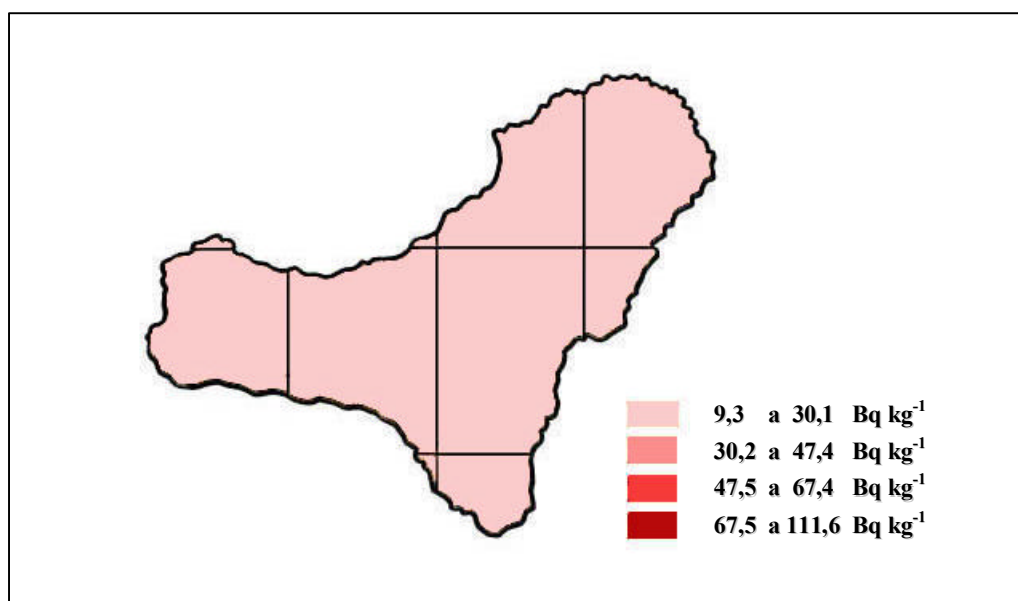 9,3 a 30,1 Bq kg⁻¹
30,2 a 47,4 Bq kg⁻¹
47,5 a 67,4 Bq kg⁻¹
67,5 a 111,6 Bq kg⁻¹